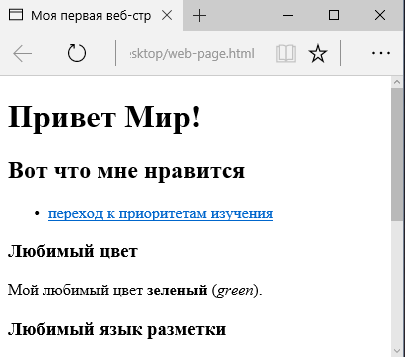 Моя первая веб-стр
esktop/web-page.html
Привет Мир!
Вот что мне нравится
• переход к приоритетам изучения
Любимый цвет
Мой любимый цвет зеленый (green).
Любимый язык разметки